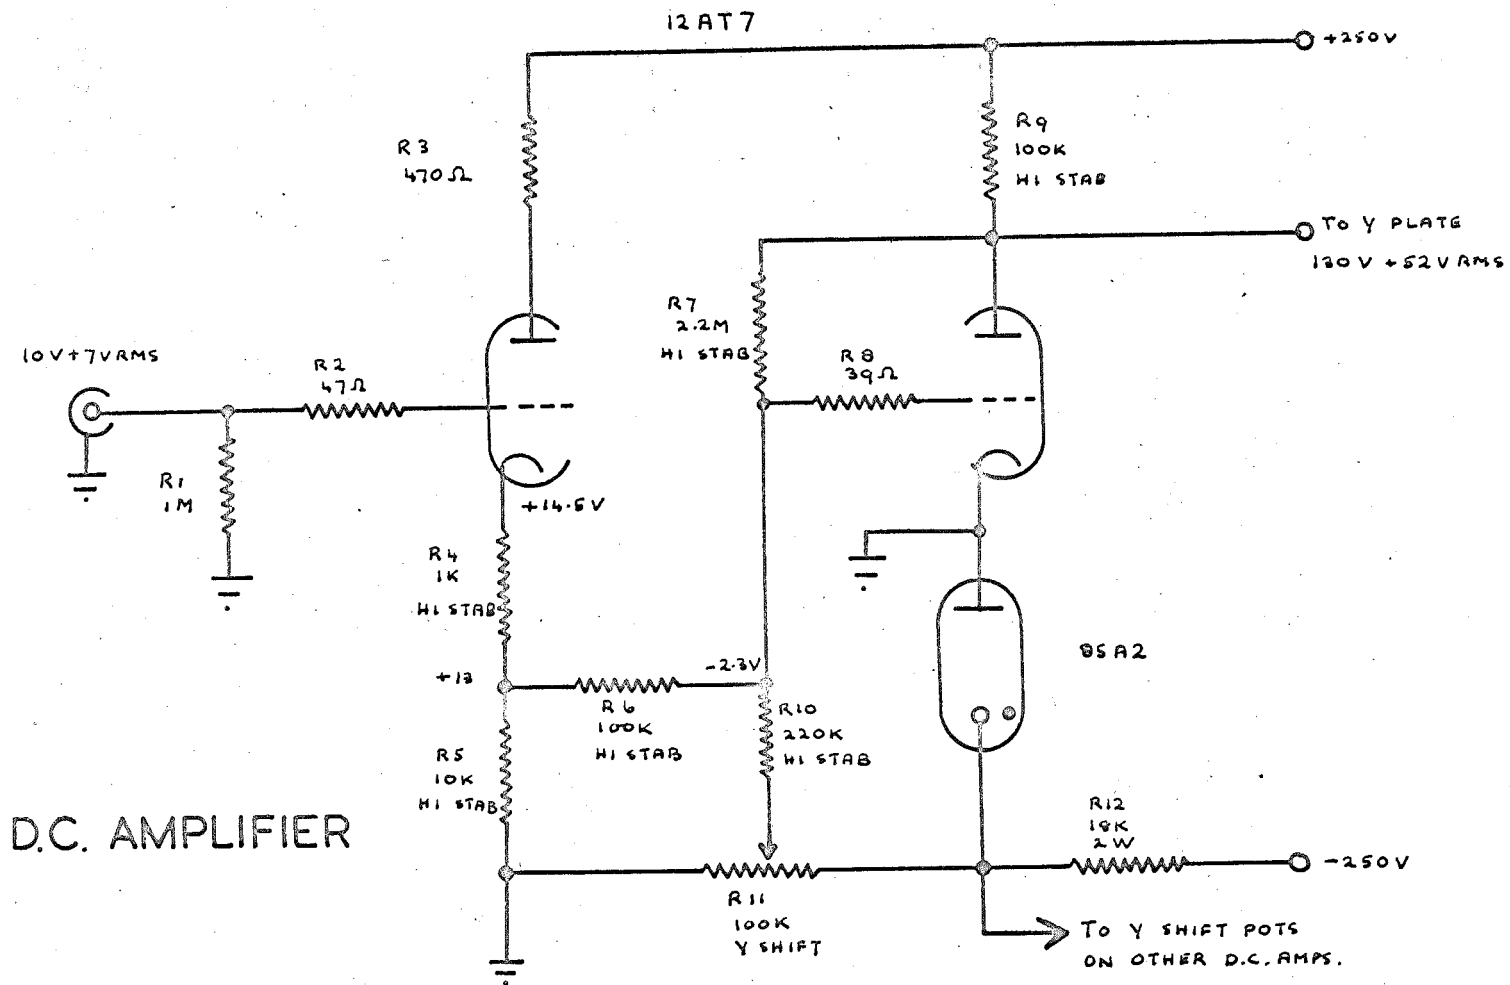 12AT7
+250V
R3
470Ω
R9
100K
HI STAB
TO Y PLATE
130V + 52V RMS
R7
2.2M
HI STAB
10V+7V RMS
R2
47Ω
R8
39Ω
R1
1M
+14.5V
R4
1K
HI STAB
85A2
+13
-2.3V
R6
100K
HI STAB
R10
220K
HI STAB
R5
10K
HI STAB
D.C. AMPLIFIER
R12
18K
2W
-250V
R11
100K
Y SHIFT
TO Y SHIFT POTS
ON OTHER D.C. AMPS.